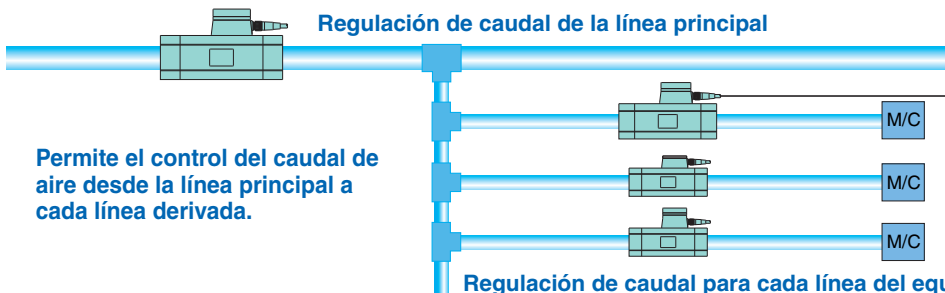 Regulación de caudal de la línea principal
M/C
Permite el control del caudal de
aire desde la línea principal a
cada línea derivada.
M/C
M/C
Regulación de caudal para cada línea del